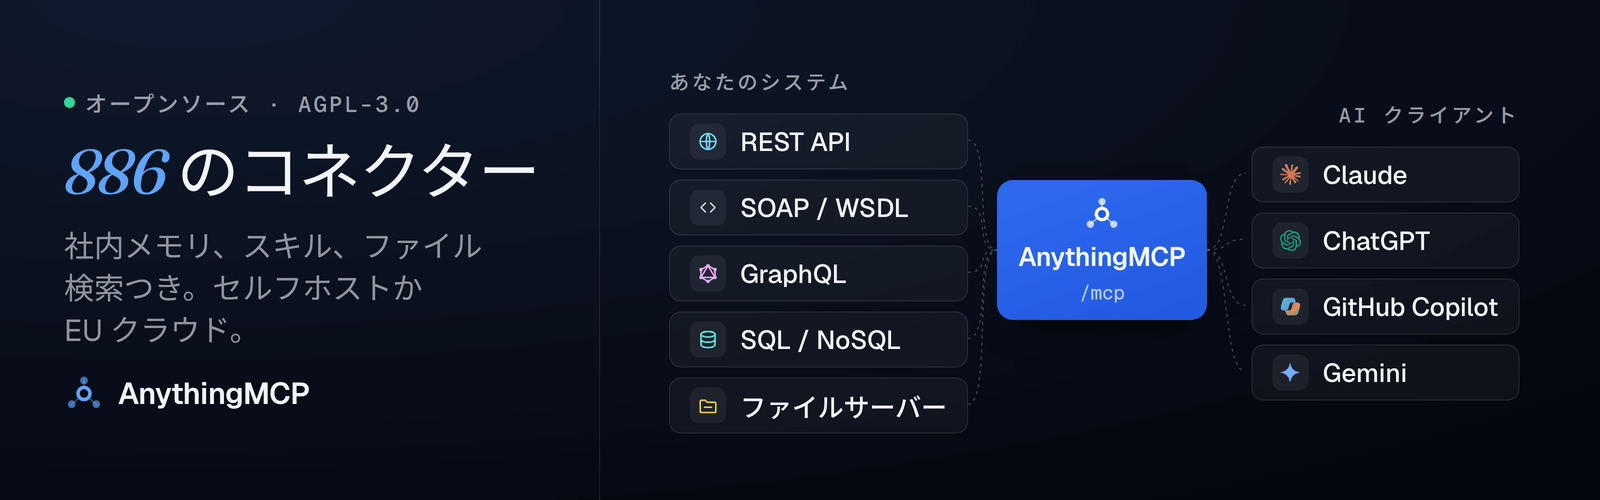 オープンソース · AGPL-3.0
886 のコネクター
社内メモリ、スキル、ファイル
検索つき。セルフホストか
EU クラウド。
AnythingMCP
あなたのシステム
REST API
SOAP / WSDL
GraphQL
SQL / NoSQL
ファイルサーバー
AnythingMCP
/mcp
AI クライアント
Claude
ChatGPT
GitHub Copilot
Gemini